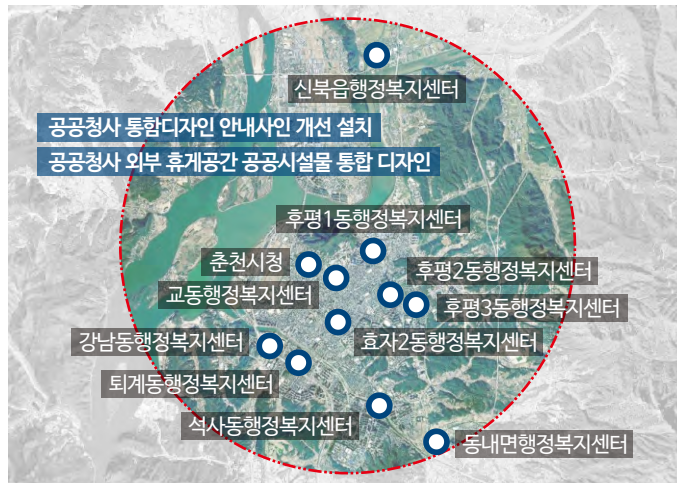 신북읍행정복지센터
공공청사 통합디자인 안내사인 개선 설치
공공청사 외부 휴게공간 공공시설물 통합 디자인
후평1동행정복지센터
춘천시청
후평2동행정복지센터
교동행정복지센터
후평3동행정복지센터
강남동행정복지센터
효자2동행정복지센터
퇴계동행정복지센터
석사동행정복지센터
동내면행정복지센터